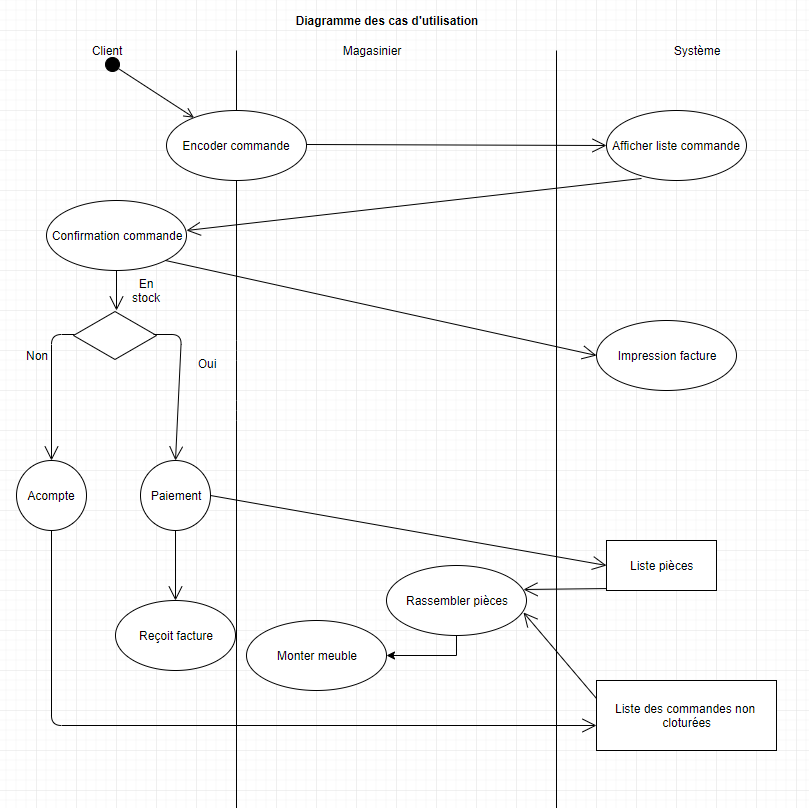 Diagramme des cas d'utilisation
Client
Magasinier
Système
Encoder commande
Afficher liste commande
Confirmation commande
En
stock
Non
Oui
Impression facture
Acompte
Paiement
Liste pièces
Rassembler pièces
Reçoit facture
Monter meuble
Liste des commandes non
cloturées